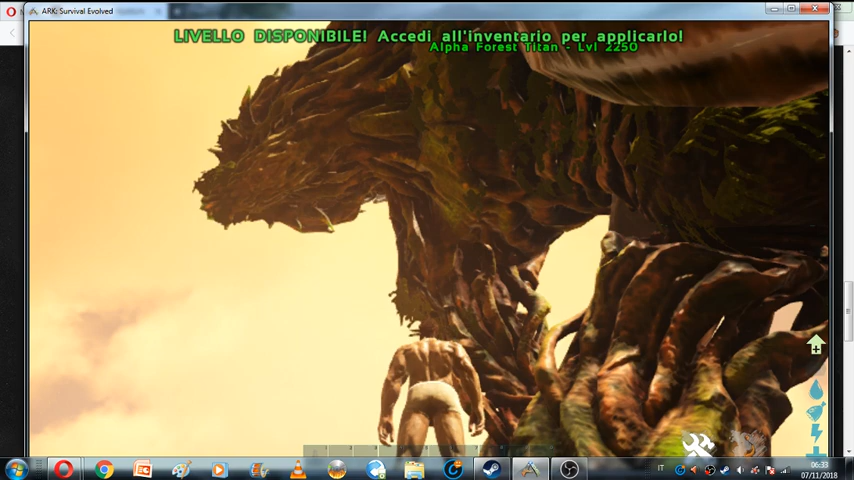 ARK: Survival Evolved
LIVELLO DISPONIBILE! Accedi all'inventario per applicarlo!
Alpha Forest Titan - Lvl 2250
IT
06:33
07/11/2018